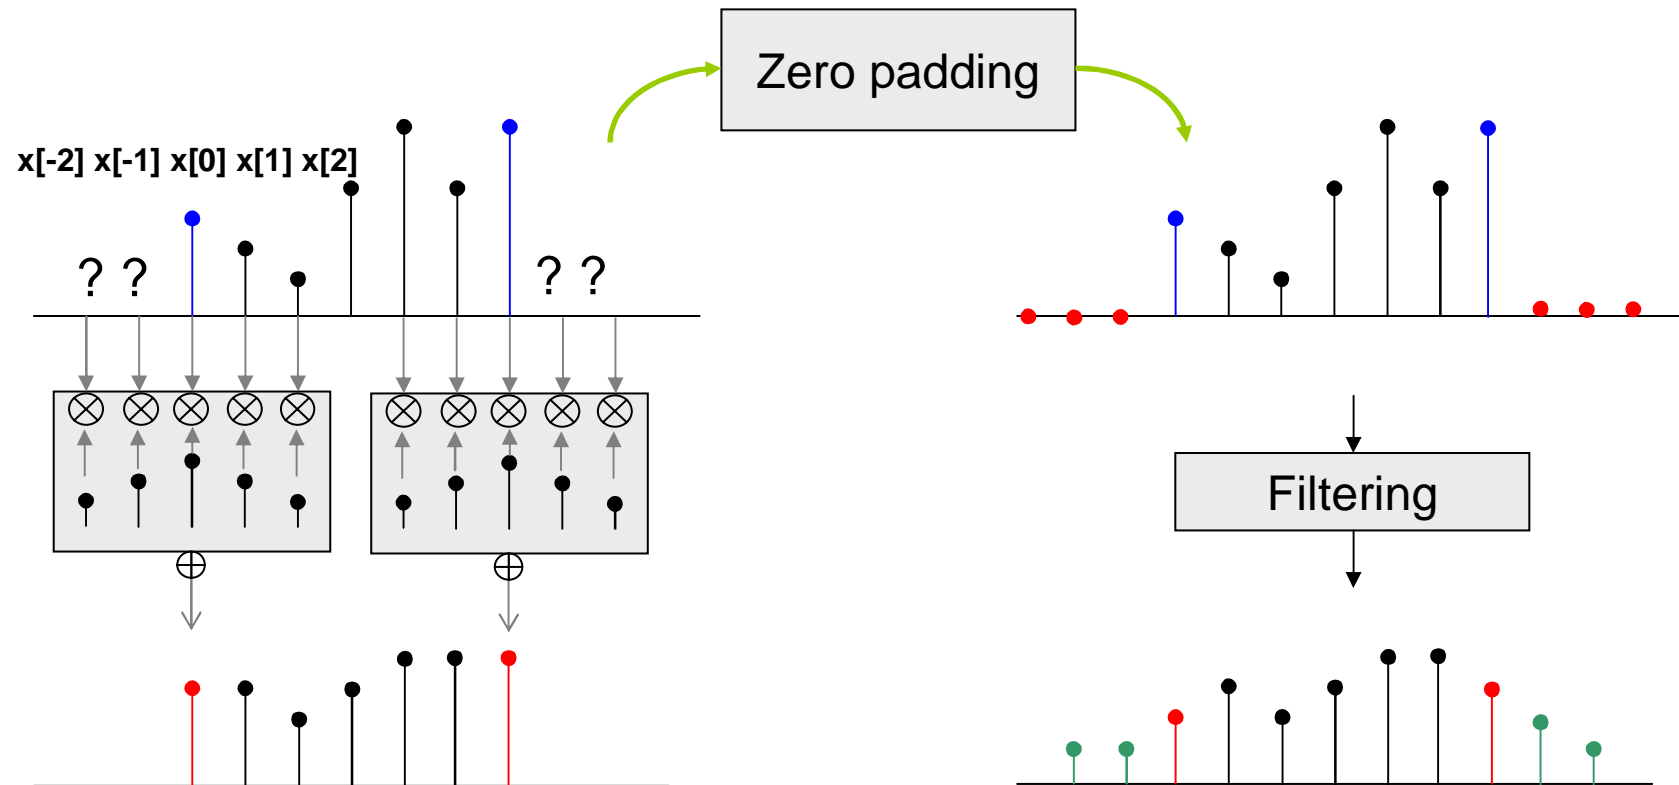 Zero padding
x[-2] x[-1] x[0] x[1] x[2]
? ?
? ?
Filtering